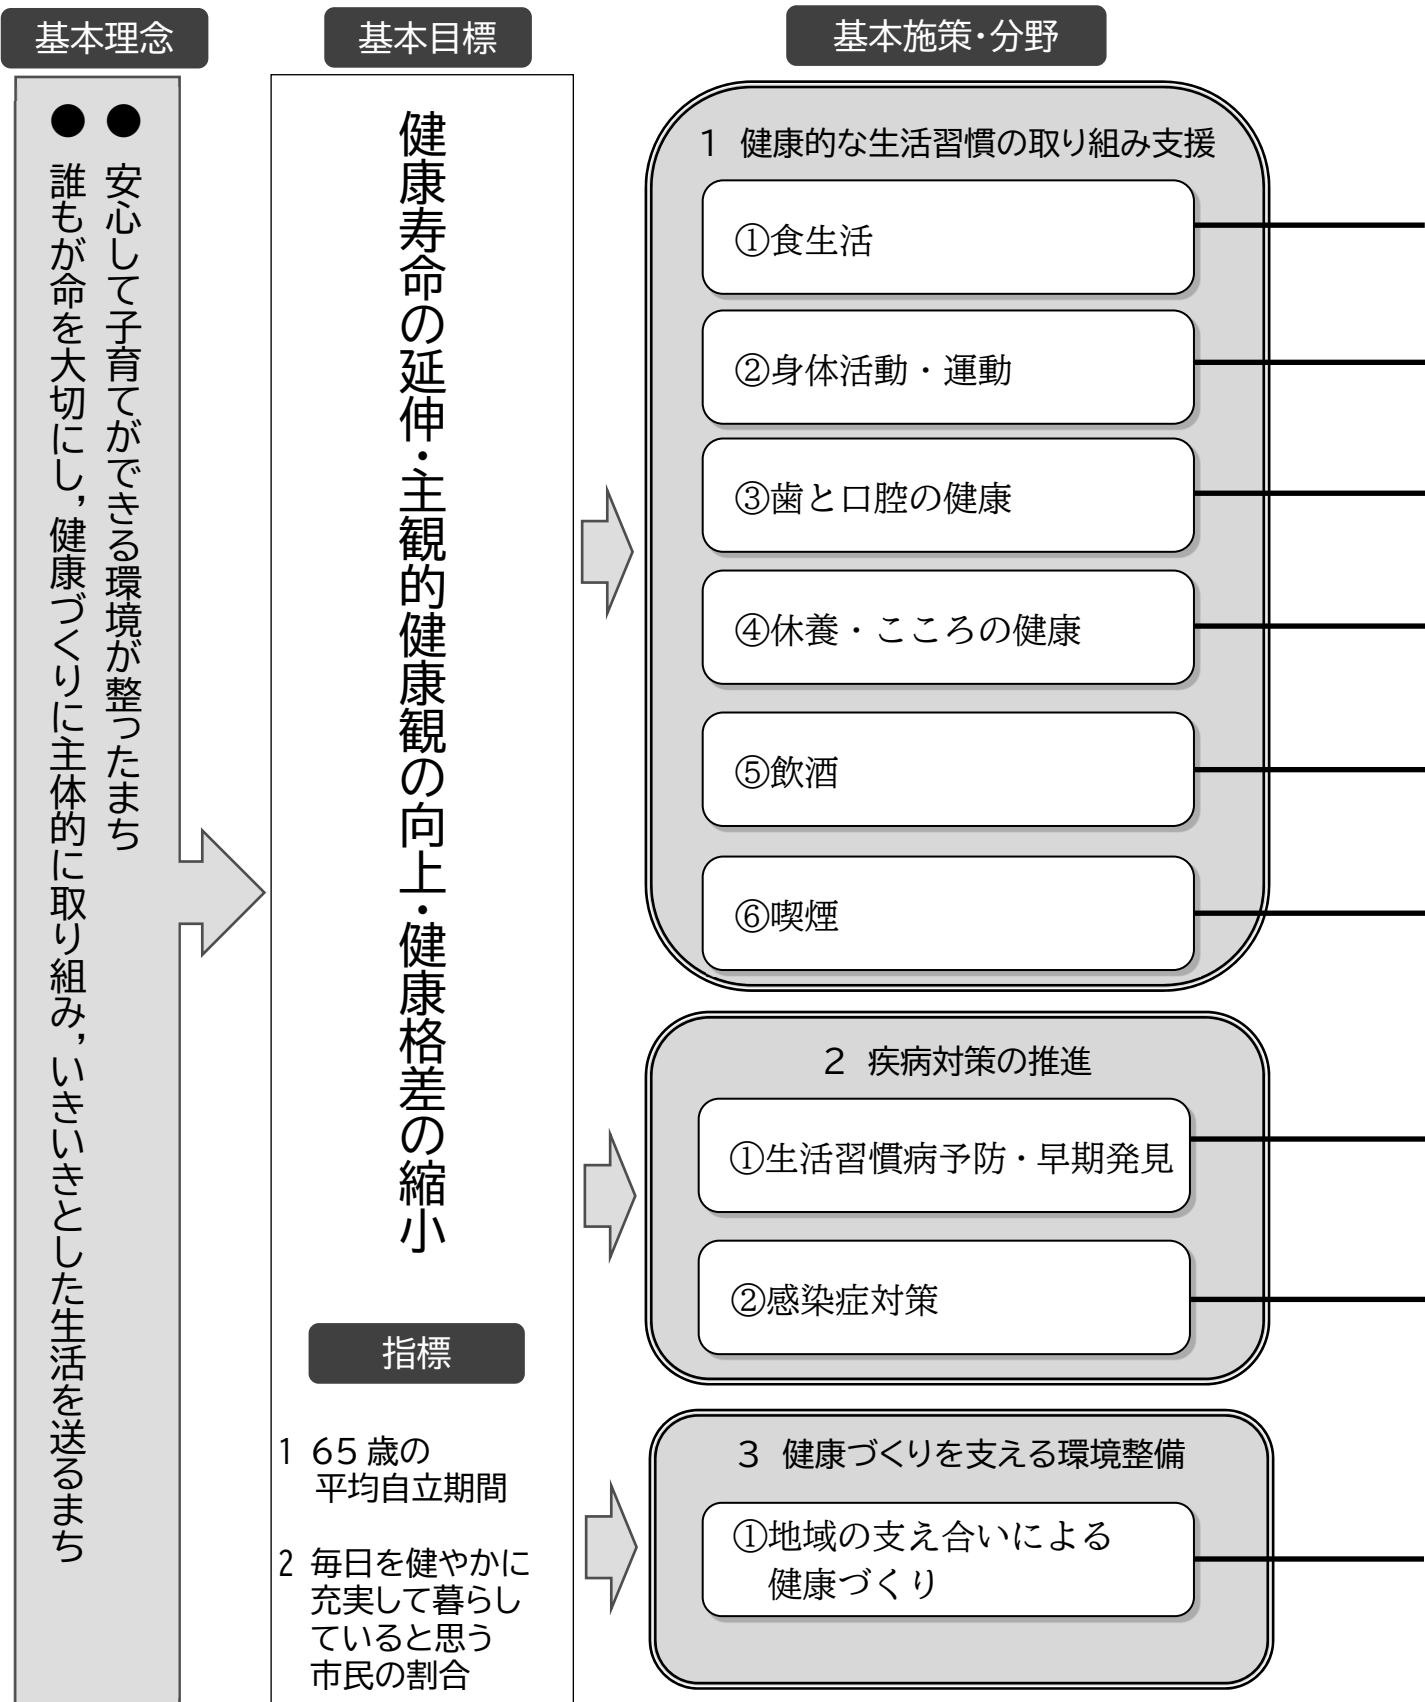 基本理念
● 安心して子育てができる環境が整ったまち
● 誰もが命を大切にし，健康づくりに主体的に取り組み，いきいきとした生活を送るまち
基本目標
健康寿命の延伸・主観的健康観の向上・健康格差の縮小
指標
1 65歳の
平均自立期間
2 毎日を健やかに
充実して暮らし
ていると思う
市民の割合
基本施策・分野
1 健康的な生活習慣の取り組み支援
①食生活
②身体活動・運動
③歯と口腔の健康
④休養・こころの健康
⑤飲酒
⑥喫煙
2 疾病対策の推進
①生活習慣病予防・早期発見
②感染症対策
3 健康づくりを支える環境整備
①地域の支え合いによる
健康づくり